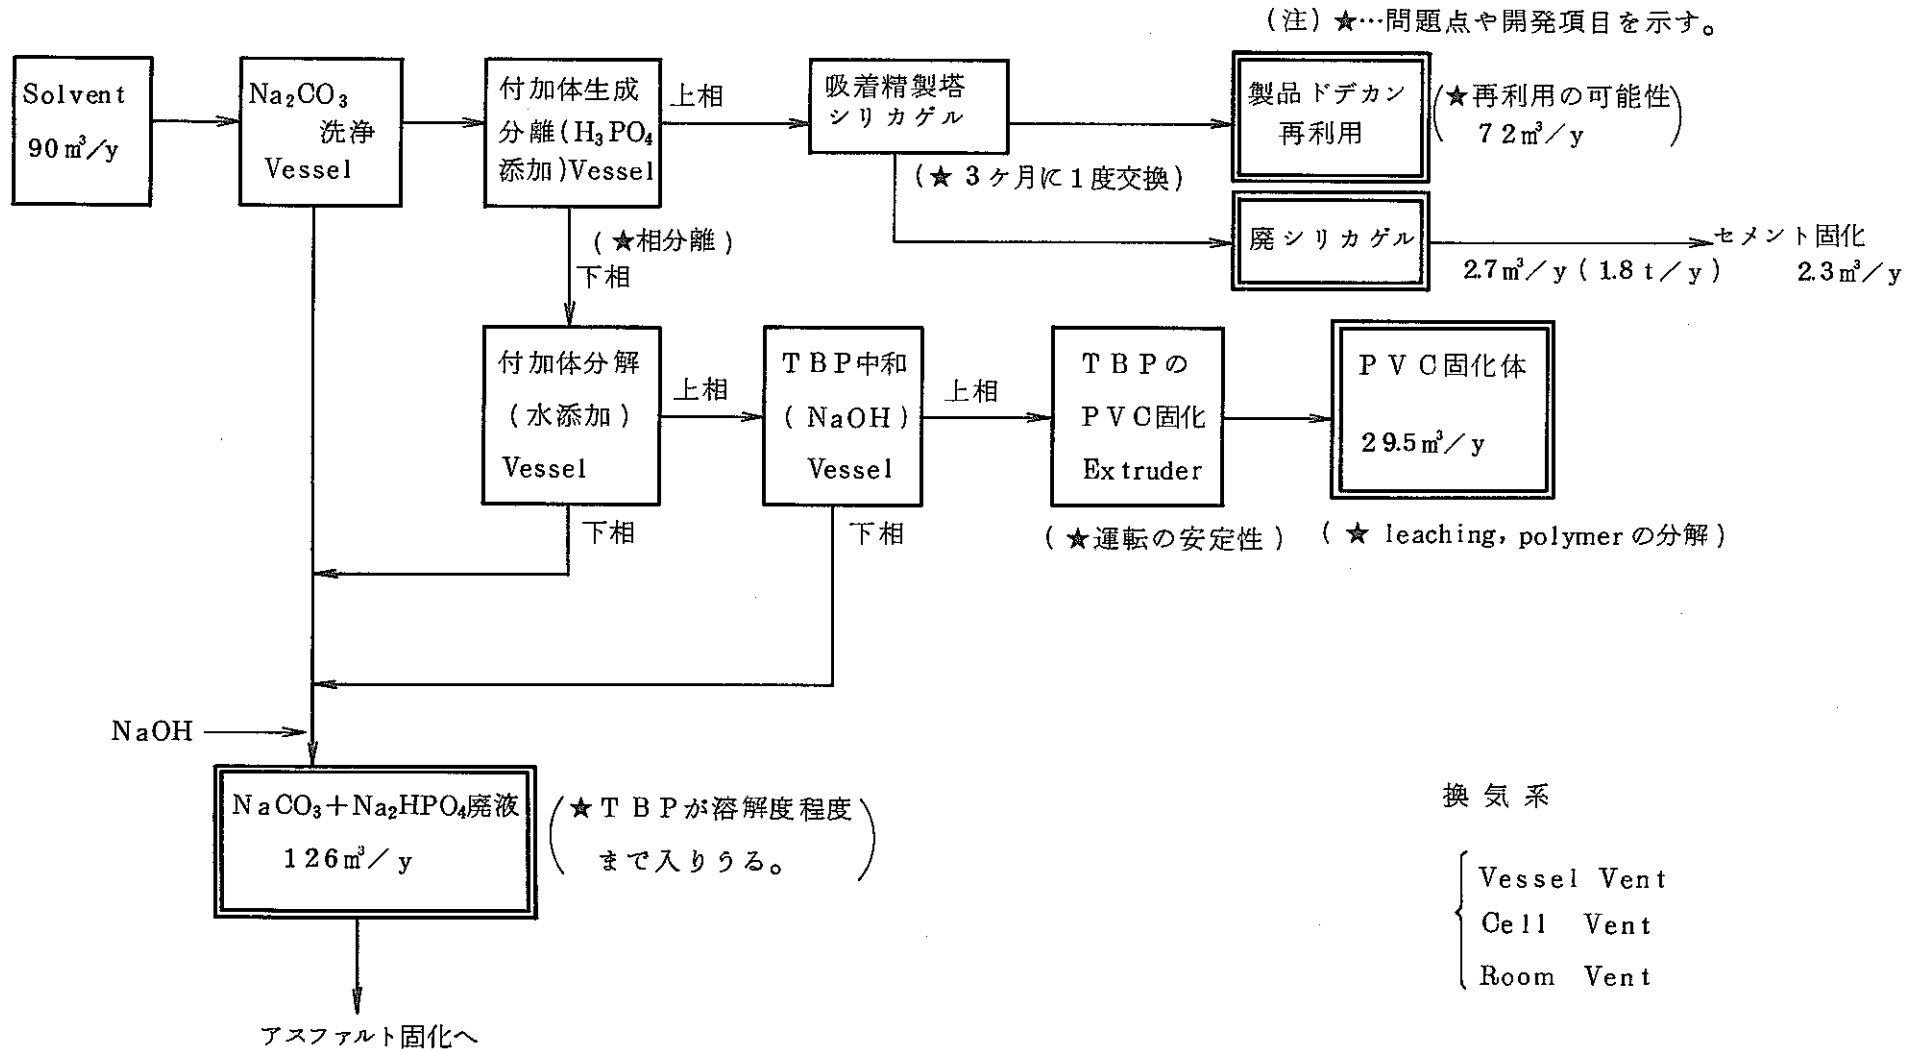 (注)★…問題点や開発項目を示す。
Solvent
90m³/y
Na₂CO₃
洗浄
Vessel
付加体生成
分離(H₃PO₄
添加)Vessel
上相
吸着精製塔
シリカゲル
製品ドデカン
再利用
(★再利用の可能性)
72m³/y
(★3ヶ月に1度交換)
廃シリカゲル
2.7m³/y(1.8t/y)
セメント固化
2.3m³/y
(★相分離)
下相
付加体分解
(水添加)
Vessel
上相
TBP中和
(NaOH)
Vessel
上相
TBPの
PVC固化
Extruder
PVC固化体
29.5m³/y
下相
下相
(★運転の安定性)
(★ leaching, polymerの分解)
NaOH
NaCO₃+Na₂HPO₄廃液
126m³/y
(★TBPが溶解度程度
まで入りうる。)
アスファルト固化へ
換気系
Vessel Vent
Cell Vent
Room Vent